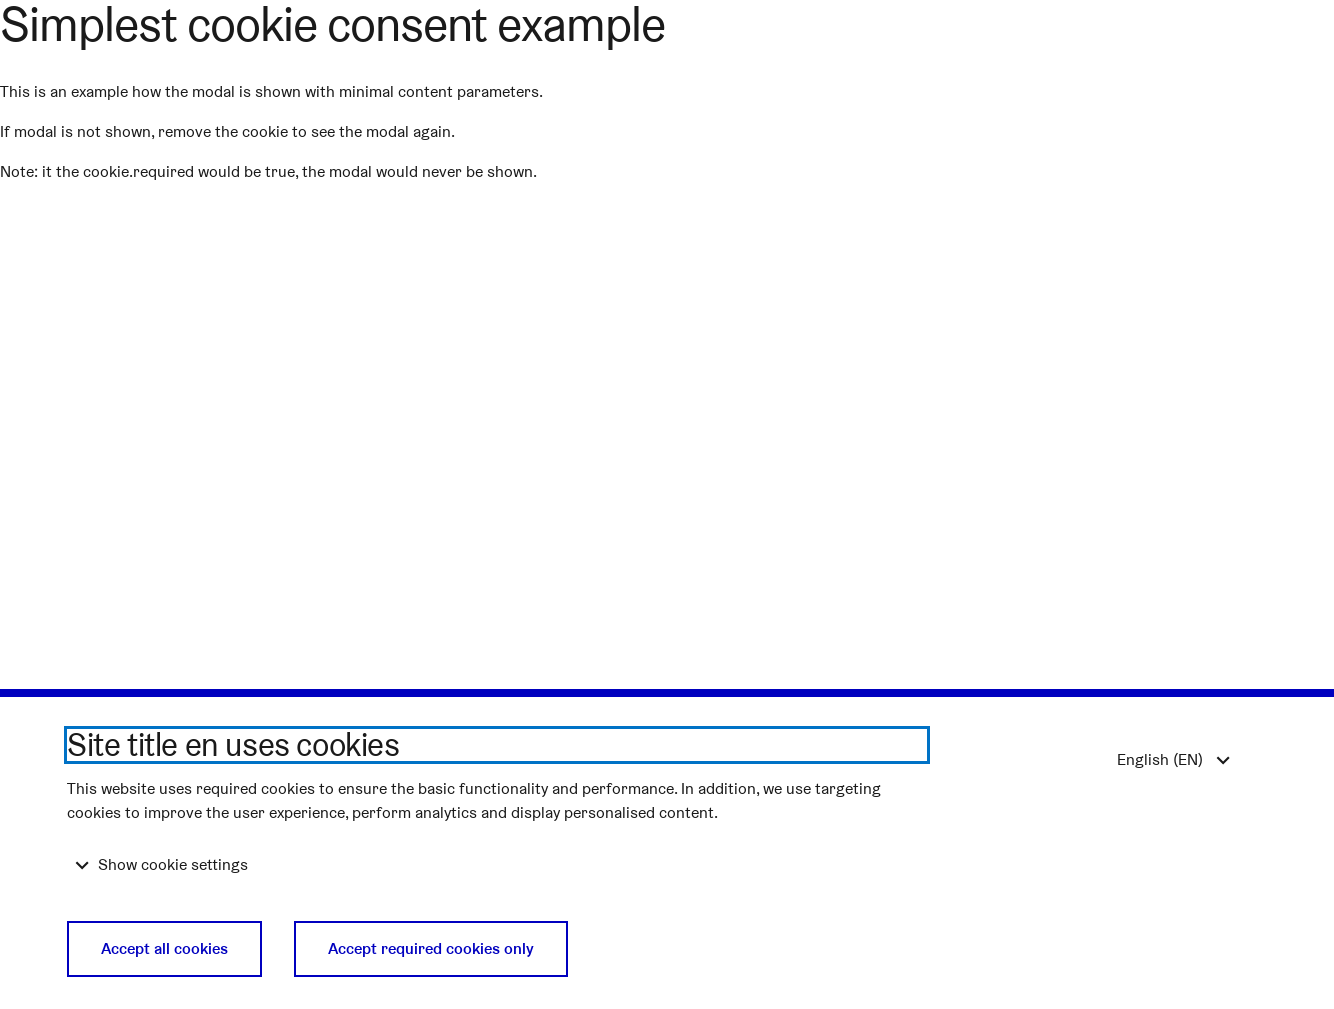 Simplest cookie consent example
This is an example how the modal is shown with minimal content parameters.
If modal is not shown, remove the cookie to see the modal again.
Note: it the cookie.required would be true, the modal would never be shown.
Site title en uses cookies
English (EN)
This website uses required cookies to ensure the basic functionality and performance. In addition, we use targeting
cookies to improve the user experience, perform analytics and display personalised content.
Show cookie settings
Accept all cookies
Accept required cookies only